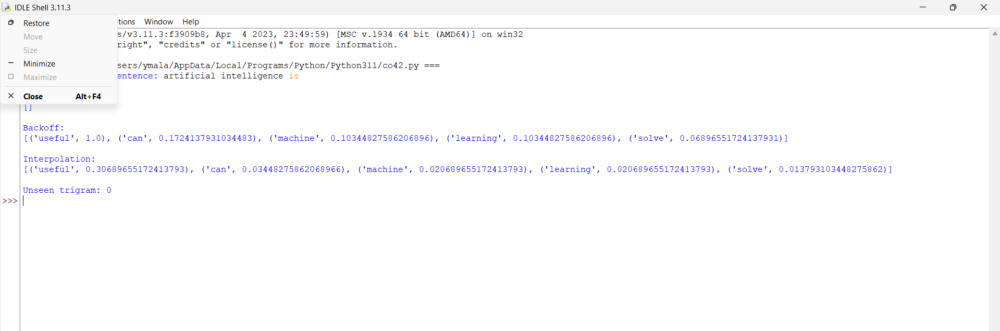 IDLE Shell 3.11.3
tions Window Help
Restore
Move
Size
Minimize
Maximize
Close Alt+F4
s/v3.11.3:f3909b8, Apr  4 2023, 23:49:59) [MSC v.1934 64 bit (AMD64)] on win32
right", "credits" or "license()" for more information.
sers/ymala/AppData/Local/Programs/Python/Python311/co42.py ===
entence: artificial intelligence is
[]
Backoff:
[('useful', 1.0), ('can', 0.1724137931034483), ('machine', 0.10344827586206896), ('learning', 0.10344827586206896), ('solve', 0.06896551724137931)]
Interpolation:
[('useful', 0.30689655172413793), ('can', 0.03448275862068966), ('machine', 0.020689655172413793), ('learning', 0.020689655172413793), ('solve', 0.013793103448275862)]
Unseen trigram: 0
>>>